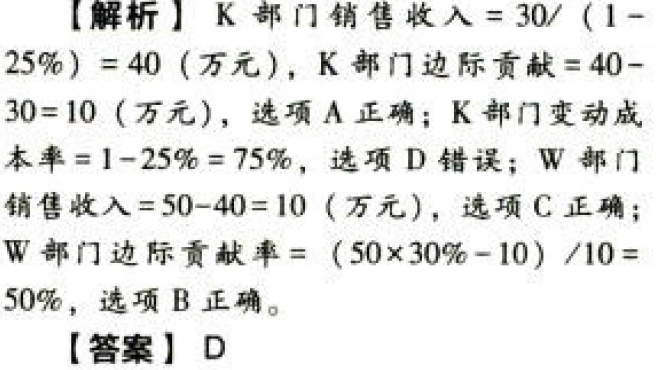 【解析】 K 部门销售收入 = 30/ (1-
25%) = 40 (万元), K 部门边际贡献 = 40-
30=10 (万元), 选项 A 正确; K 部门变动成
本率 = 1-25% = 75%, 选项 D 错误; W 部门
销售收入 = 50-40=10 (万元), 选项 C 正确;
W 部门边际贡献率 = (50×30%-10) /10 =
50%, 选项 B 正确。
【答案】 D